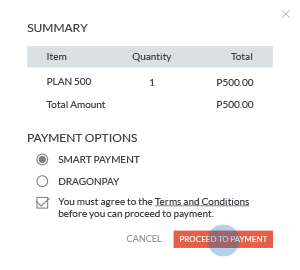 SUMMARY
Item Quantity Total
PLAN 500 1 P500.00
Total Amount P500.00
PAYMENT OPTIONS
SMART PAYMENT
DRAGONPAY
You must agree to the Terms and Conditions
before you can proceed to payment.
CANCEL PROCEED TO PAYMENT